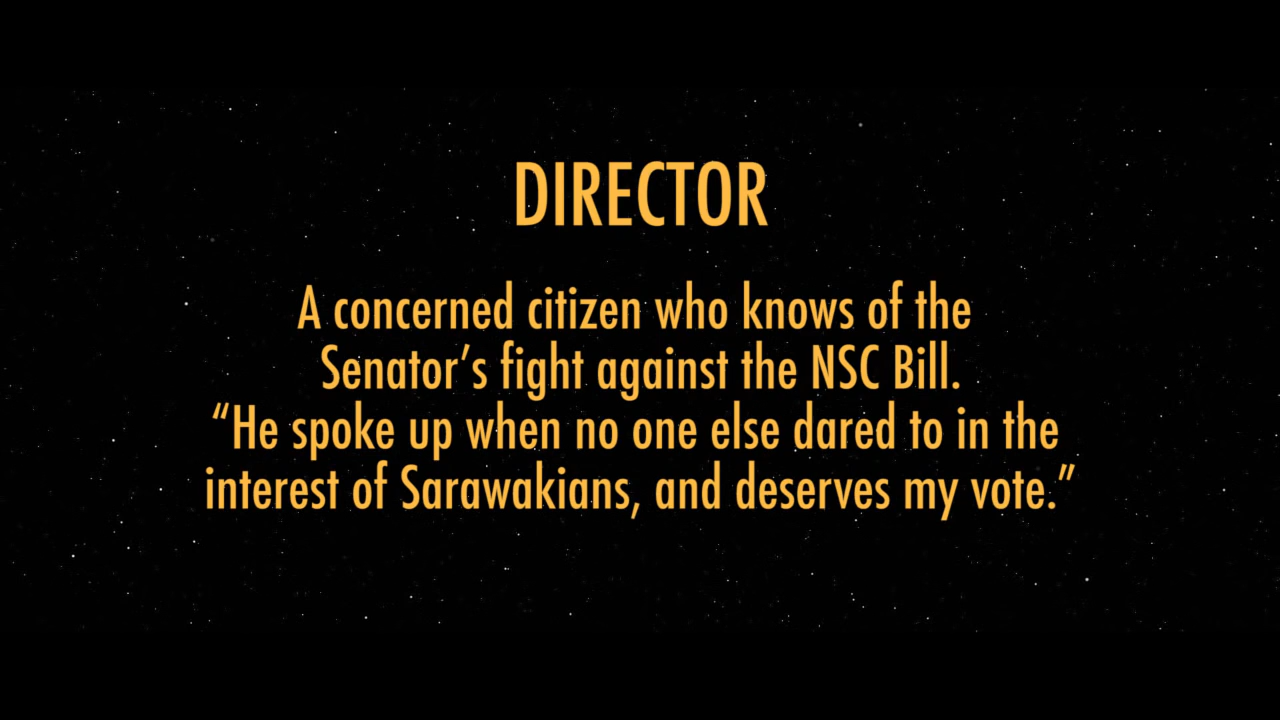 DIRECTOR
A concerned citizen who knows of the
Senator’s fight against the NSC Bill.
“He spoke up when no one else dared to in the
interest of Sarawakians, and deserves my vote.”